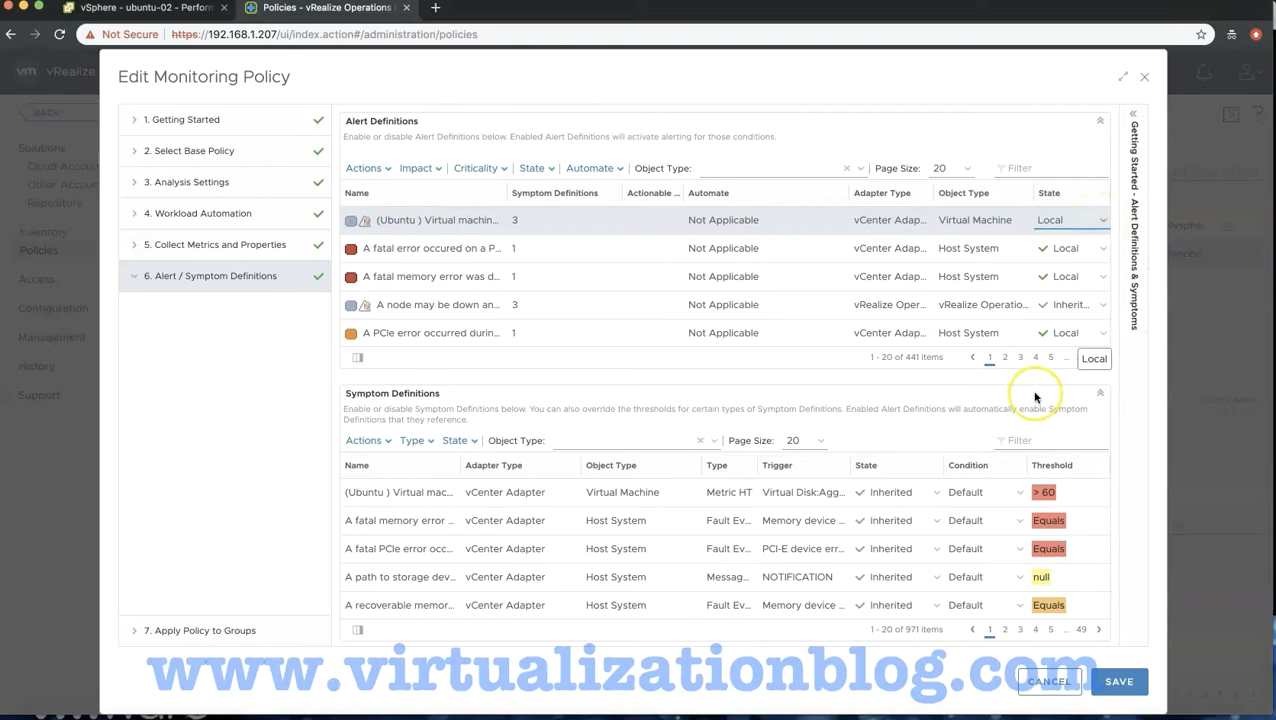 vSphere - ubuntu-02 - Perform
Policies - vRealize Operations
Not Secure https://192.168.1.207/ui/index.action#/administration/policies
vm vRealize
BACK
Solutions
Cloud Account
Other Accoun
Repository
Inventory
Policies
Access
Configuration
Management
History
Support
Edit Monitoring Policy
1. Getting Started
2. Select Base Policy
3. Analysis Settings
4. Workload Automation
5. Collect Metrics and Properties
6. Alert / Symptom Definitions
7. Apply Policy to Groups
Alert Definitions
Enable or disable Alert Definitions below. Enabled Alert Definitions will activate alerting for those conditions.
Actions Impact Criticality State Automate Object Type: Page Size: 20 Filter
Name Symptom Definitions Actionable ... Automate Adapter Type Object Type State
(Ubuntu ) Virtual machin... 3 Not Applicable vCenter Adap... Virtual Machine Local
A fatal error occured on a P... 1 Not Applicable vCenter Adap... Host System Local
A fatal memory error was d... 1 Not Applicable vCenter Adap... Host System Local
A node may be down an... 3 Not Applicable vRealize Oper... vRealize Operatio... Inherit...
A PCIe error occurred durin... 1 Not Applicable vCenter Adap... Host System Local
1 - 20 of 441 items 1 2 3 4 5 ...
Local
Symptom Definitions
Enable or disable Symptom Definitions below. You can also override the thresholds for certain types of Symptom Definitions. Enabled Alert Definitions will automatically enable Symptom
Definitions that they reference.
Actions Type State Object Type: Page Size: 20 Filter
Name Adapter Type Object Type Type Trigger State Condition Threshold
(Ubuntu ) Virtual mac... vCenter Adapter Virtual Machine Metric HT Virtual Disk:Agg... Inherited Default > 60
A fatal memory error ... vCenter Adapter Host System Fault Ev... Memory device ... Inherited Default Equals
A fatal PCIe error occ... vCenter Adapter Host System Fault Ev... PCI-E device err... Inherited Default Equals
A path to storage dev... vCenter Adapter Host System Messag... NOTIFICATION Inherited Default null
A recoverable memor... vCenter Adapter Host System Fault Ev... Memory device ... Inherited Default Equals
1 - 20 of 971 items 1 2 3 4 5 ... 49
Getting Started - Alert Definitions & Symptoms
www.virtualizationblog.com
CANCEL SAVE